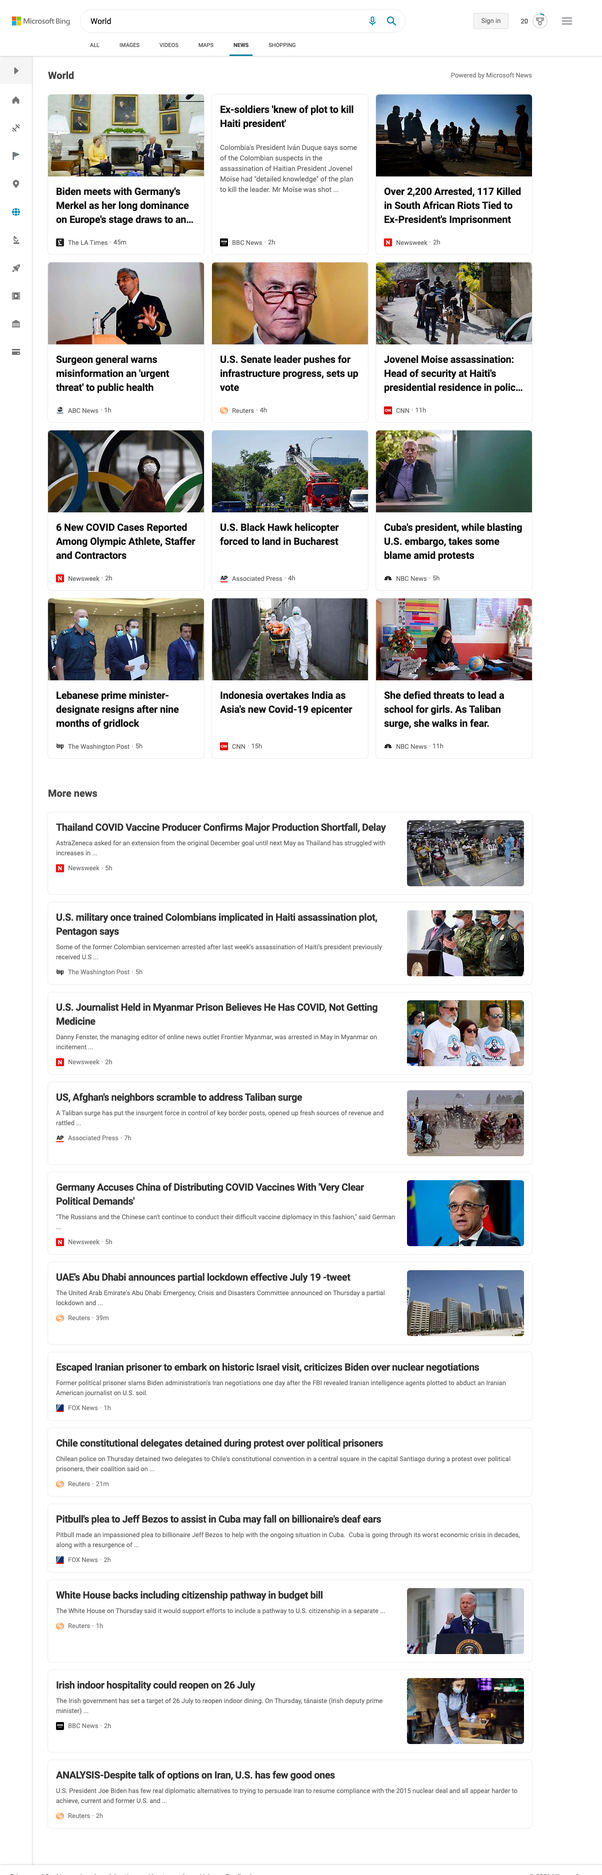 Microsoft Bing
World
Sign in
20
ALL
IMAGES
VIDEOS
MAPS
NEWS
SHOPPING
World
Powered by Microsoft News
Biden meets with Germany's
Merkel as her long dominance
on Europe's stage draws to an...
The LA Times · 45m
Ex-soldiers 'knew of plot to kill
Haiti president'
Colombia's President Iván Duque says some
of the Colombian suspects in the
assassination of Haitian President Jovenel
Moïse had "detailed knowledge" of the plan
to kill the leader. Mr Moïse was shot ...
BBC News · 2h
Over 2,200 Arrested, 117 Killed
in South African Riots Tied to
Ex-President's Imprisonment
Newsweek · 2h
Surgeon general warns
misinformation an 'urgent
threat' to public health
ABC News · 1h
U.S. Senate leader pushes for
infrastructure progress, sets up
vote
Reuters · 4h
Jovenel Moise assassination:
Head of security at Haiti's
presidential residence in polic...
CNN · 11h
6 New COVID Cases Reported
Among Olympic Athlete, Staffer
and Contractors
Newsweek · 2h
U.S. Black Hawk helicopter
forced to land in Bucharest
AP Associated Press · 4h
Cuba's president, while blasting
U.S. embargo, takes some
blame amid protests
NBC News · 5h
Lebanese prime minister-
designate resigns after nine
months of gridlock
wp The Washington Post · 5h
Indonesia overtakes India as
Asia's new Covid-19 epicenter
CNN · 15h
She defied threats to lead a
school for girls. As Taliban
surge, she walks in fear.
NBC News · 11h
More news
Thailand COVID Vaccine Producer Confirms Major Production Shortfall, Delay
AstraZeneca asked for an extension from the original December goal until next May as Thailand has struggled with
increases in ...
Newsweek · 5h
U.S. military once trained Colombians implicated in Haiti assassination plot,
Pentagon says
Some of the former Colombian servicemen arrested after last week's assassination of Haiti's president previously
received U.S ...
wp The Washington Post · 5h
U.S. Journalist Held in Myanmar Prison Believes He Has COVID, Not Getting
Medicine
Danny Fenster, the managing editor of online news outlet Frontier Myanmar, was arrested in May in Myanmar on
incitement ...
Newsweek · 2h
US, Afghan's neighbors scramble to address Taliban surge
A Taliban surge has put the insurgent force in control of key border posts, opened up fresh sources of revenue and
rattled ...
AP Associated Press · 7h
Germany Accuses China of Distributing COVID Vaccines With 'Very Clear
Political Demands'
"The Russians and the Chinese can't continue to conduct their difficult vaccine diplomacy in this fashion," said German
...
Newsweek · 5h
UAE's Abu Dhabi announces partial lockdown effective July 19 -tweet
The United Arab Emirate's Abu Dhabi Emergency, Crisis and Disasters Committee announced on Thursday a partial
lockdown and ...
Reuters · 39m
Escaped Iranian prisoner to embark on historic Israel visit, criticizes Biden over nuclear negotiations
Former political prisoner slams Biden administration's Iran negotiations one day after the FBI revealed Iranian intelligence agents plotted to abduct an Iranian
American journalist on U.S. soil.
FOX News · 1h
Chile constitutional delegates detained during protest over political prisoners
Chilean police on Thursday detained two delegates to Chile's constitutional convention in a central square in the capital Santiago during a protest over political
prisoners, their coalition said on ...
Reuters · 21m
Pitbull's plea to Jeff Bezos to assist in Cuba may fall on billionaire's deaf ears
Pitbull made an impassioned plea to billionaire Jeff Bezos to help with the ongoing situation in Cuba. Cuba is going through its worst economic crisis in decades,
along with a resurgence of ...
FOX News · 2h
White House backs including citizenship pathway in budget bill
The White House on Thursday said it would support efforts to include a pathway to U.S. citizenship in a separate ...
Reuters · 1h
Irish indoor hospitality could reopen on 26 July
The Irish government has set a target of 26 July to reopen indoor dining. On Thursday, tánaiste (Irish deputy prime
minister) ...
BBC News · 2h
ANALYSIS-Despite talk of options on Iran, U.S. has few good ones
U.S. President Joe Biden has few real diplomatic alternatives to trying to persuade Iran to resume compliance with the 2015 nuclear deal and all appear harder to
achieve, current and former U.S. and ...
Reuters · 2h